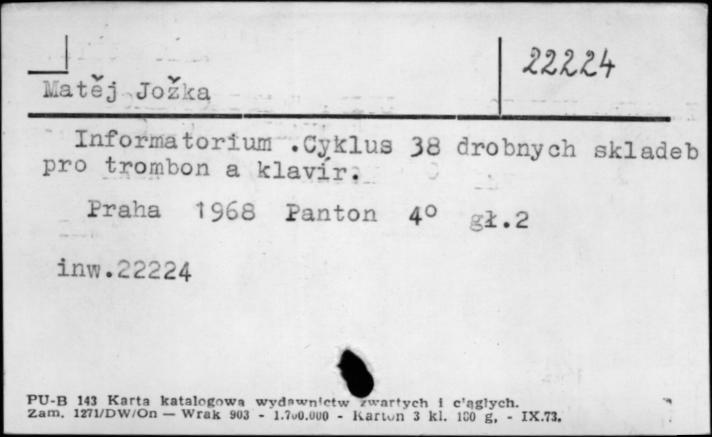 22224
Matěj Jožka
Informatorium .Cyklus 38 drobnych skladeb
pro trombon a klavír.
Praha 1968 Panton 4º gł.2
inw.22224
PU-B 143 Karta katalogowa wydawnictw zwartych i ciągłych.
Zam. 1271/DW/On — Wrak 903 - 1.700.000 - Karton 3 kl. 180 g, - IX.73.